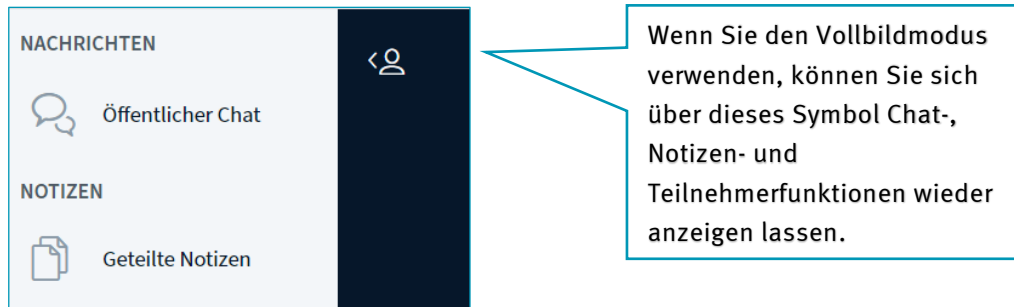 NACHRICHTEN
Öffentlicher Chat
NOTIZEN
Geteilte Notizen
Wenn Sie den Vollbildmodus
verwenden, können Sie sich
über dieses Symbol Chat-,
Notizen- und
Teilnehmerfunktionen wieder
anzeigen lassen.